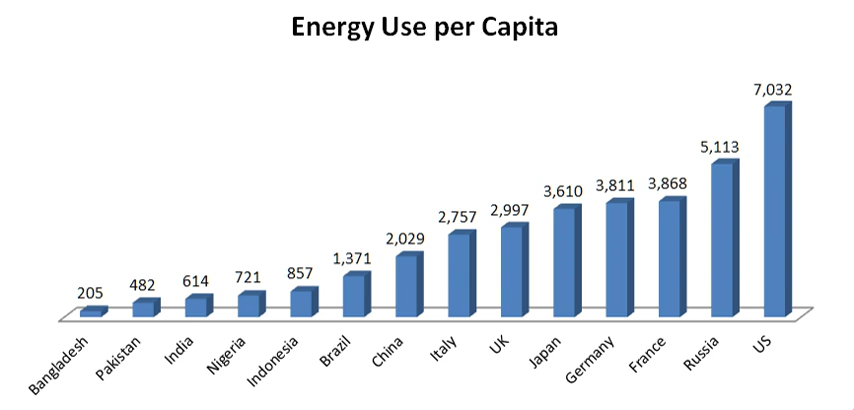 Energy Use per Capita
205
482
614
721
857
1,371
2,029
2,757
2,997
3,610
3,811
3,868
5,113
7,032
Bangladesh
Pakistan
India
Nigeria
Indonesia
Brazil
China
Italy
UK
Japan
Germany
France
Russia
US